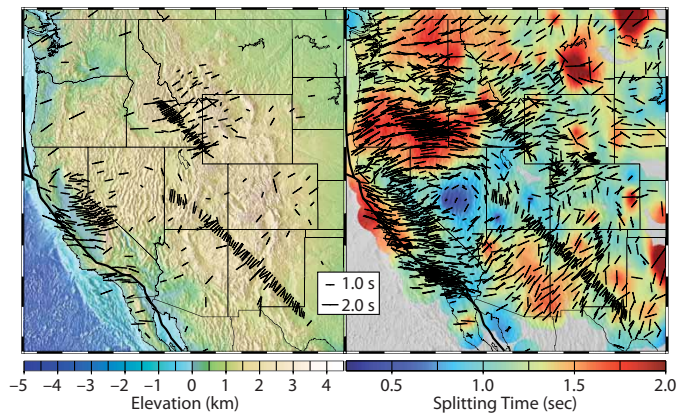 1.0 s
2.0 s
−5 −4 −3 −2 −1 0 1 2 3 4
Elevation (km)
0.5 1.0 1.5 2.0
Splitting Time (sec)